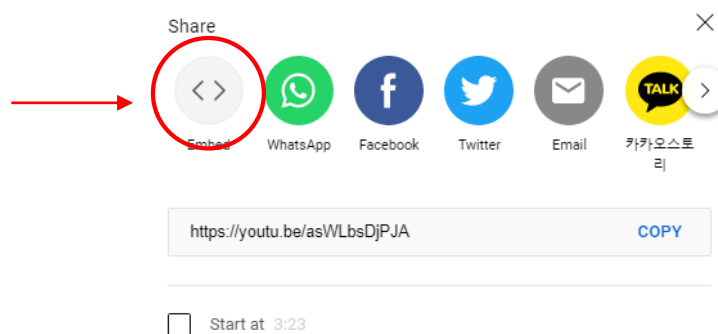 Share
TALK
Embed WhatsApp Facebook Twitter Email 카카오스토
리
https://youtu.be/asWLbsDjPJA COPY
Start at 3:23